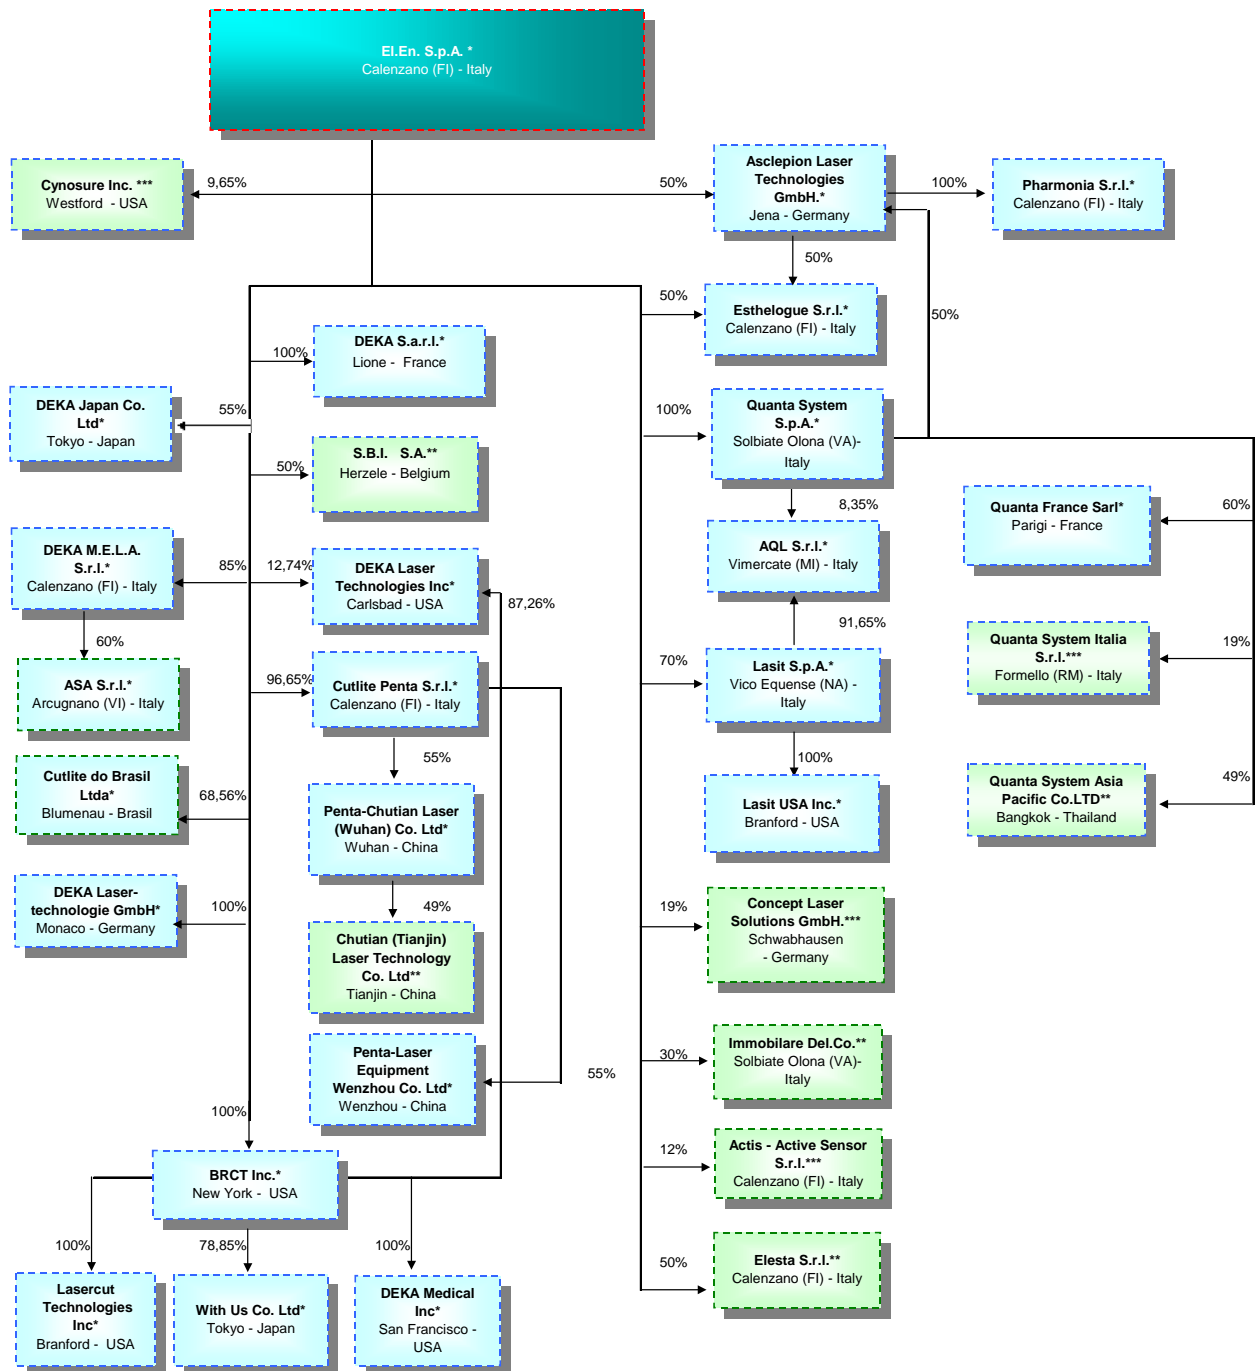 El.En. S.p.A. *
Calenzano (FI) - Italy
Cynosure Inc. ***
Westford - USA
9,65%
50%
Asclepion Laser
Technologies
GmbH.*
Jena - Germany
100%
Pharmonia S.r.l.*
Calenzano (FI) - Italy
50%
50%
Esthelogue S.r.l.*
Calenzano (FI) - Italy
50%
100%
DEKA S.a.r.l.*
Lione - France
DEKA Japan Co.
Ltd*
Tokyo - Japan
55%
100%
Quanta System
S.p.A.*
Solbiate Olona (VA)-
Italy
50%
S.B.I. S.A.**
Herzele - Belgium
8,35%
Quanta France Sarl*
Parigi - France
60%
DEKA M.E.L.A.
S.r.l.*
Calenzano (FI) - Italy
85%
12,74%
DEKA Laser
Technologies Inc*
Carlsbad - USA
87,26%
AQL S.r.l.*
Vimercate (MI) - Italy
91,65%
60%
ASA S.r.l.*
Arcugnano (VI) - Italy
96,65%
Cutlite Penta S.r.l.*
Calenzano (FI) - Italy
70%
Lasit S.p.A.*
Vico Equense (NA) -
Italy
Quanta System Italia
S.r.l.***
Formello (RM) - Italy
19%
55%
100%
Cutlite do Brasil
Ltda*
Blumenau - Brasil
68,56%
Penta-Chutian Laser
(Wuhan) Co. Ltd*
Wuhan - China
Lasit USA Inc.*
Branford - USA
Quanta System Asia
Pacific Co.LTD**
Bangkok - Thailand
49%
DEKA Laser-
technologie GmbH*
Monaco - Germany
100%
49%
Chutian (Tianjin)
Laser Technology
Co. Ltd**
Tianjin - China
19%
Concept Laser
Solutions GmbH.***
Schwabhausen
- Germany
Penta-Laser
Equipment
Wenzhou Co. Ltd*
Wenzhou - China
55%
30%
Immobilare Del.Co.**
Solbiate Olona (VA)-
Italy
100%
BRCT Inc.*
New York - USA
12%
Actis - Active Sensor
S.r.l.***
Calenzano (FI) - Italy
100%
78,85%
100%
50%
Elesta S.r.l.**
Calenzano (FI) - Italy
Lasercut
Technologies
Inc*
Branford - USA
With Us Co. Ltd*
Tokyo - Japan
DEKA Medical
Inc*
San Francisco -
USA